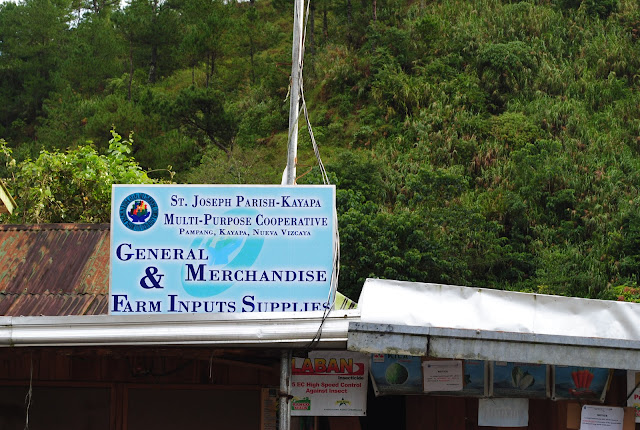 St. Joseph Parish-Kayapa
Multi-Purpose Cooperative
Pampang, Kayapa, Nueva Vizcaya
General
& Merchandise
Farm Inputs Supplies
LABAN
5S High Speed Control
Against Insect